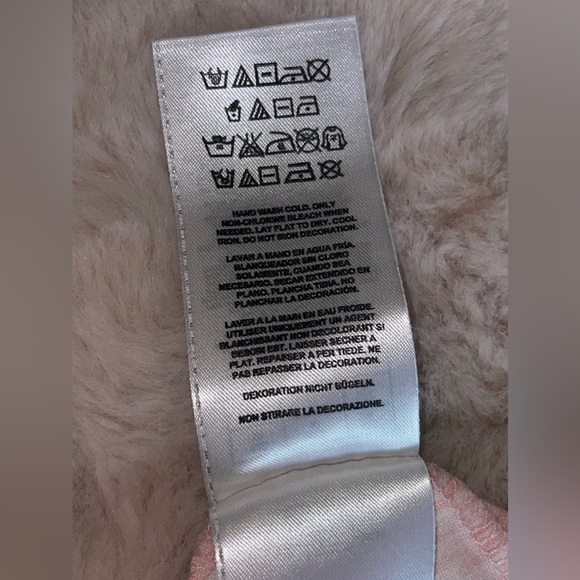 HAND WASH COLD. ONLY
NON-CHLORINE BLEACH WHEN
NEEDED. LAY FLAT TO DRY. COOL
IRON. DO NOT IRON DECORATION.
LAVAR A MANO EN AGUA FRÍA.
BLANQUEADOR SIN CLORO
SOLAMENTE, CUANDO SEA
NECESARIO. SECAR EXTENDIDO EN
PLANO. PLANCHA TIBIA. NO
PLANCHAR LA DECORACIÓN.
LAVER A LA MAIN EN EAU FROIDE.
UTILISER UNIQUEMENT UN AGENT
BLANCHISSANT NON DECOLORANT SI
BESOIN EST. LAISSER SECHER A
PLAT. REPASSER A FER TIEDE. NE
PAS REPASSER LA DECORATION.
DEKORATION NICHT BÜGELN.
NON STIRARE LA DECORAZIONE.